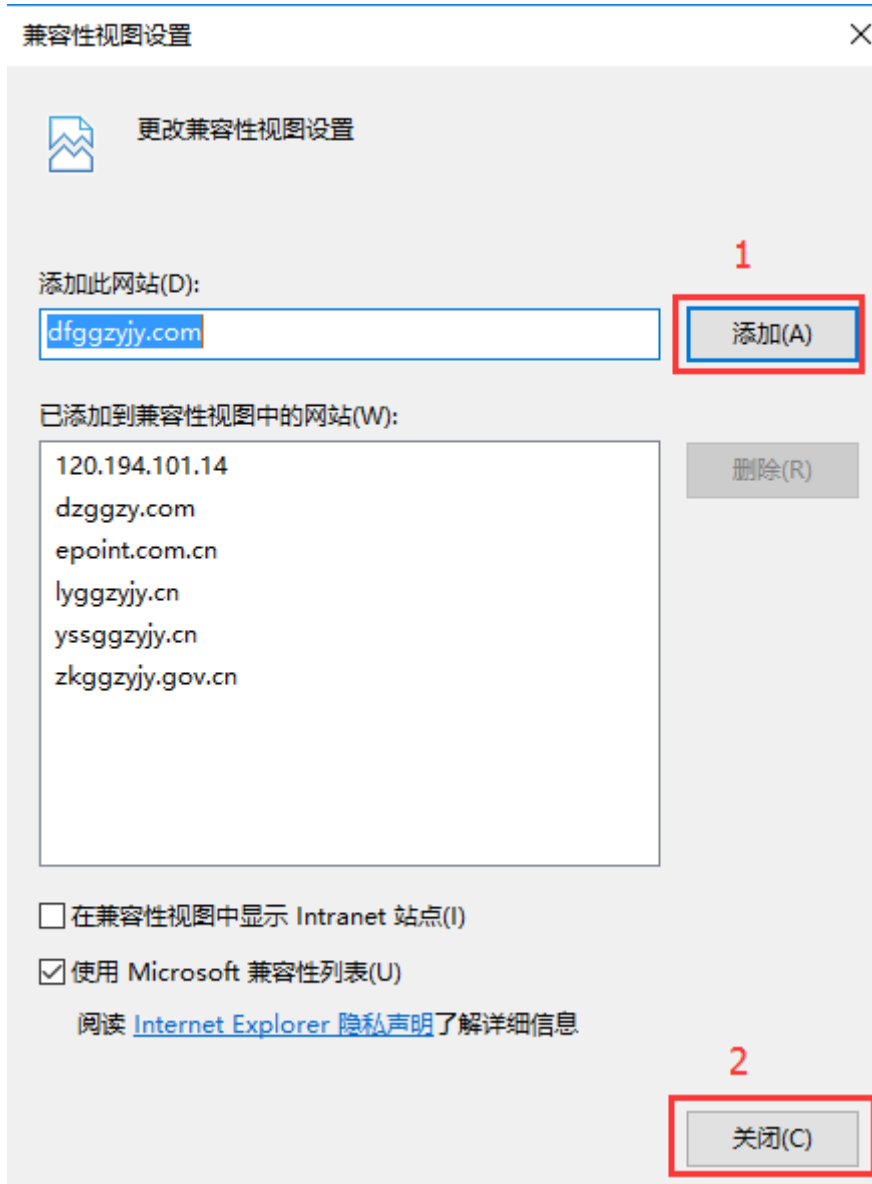 兼容性视图设置
更改兼容性视图设置
1
添加此网站(D):
dfggzyjy.com
添加(A)
已添加到兼容性视图中的网站(W):
120.194.101.14
删除(R)
dzggzy.com
epoint.com.cn
lyggzyjy.cn
yssggzyjy.cn
zkggzyjy.gov.cn
在兼容性视图中显示 Intranet 站点(I)
使用 Microsoft 兼容性列表(U)
阅读 Internet Explorer 隐私声明了解详细信息
2
关闭(C)